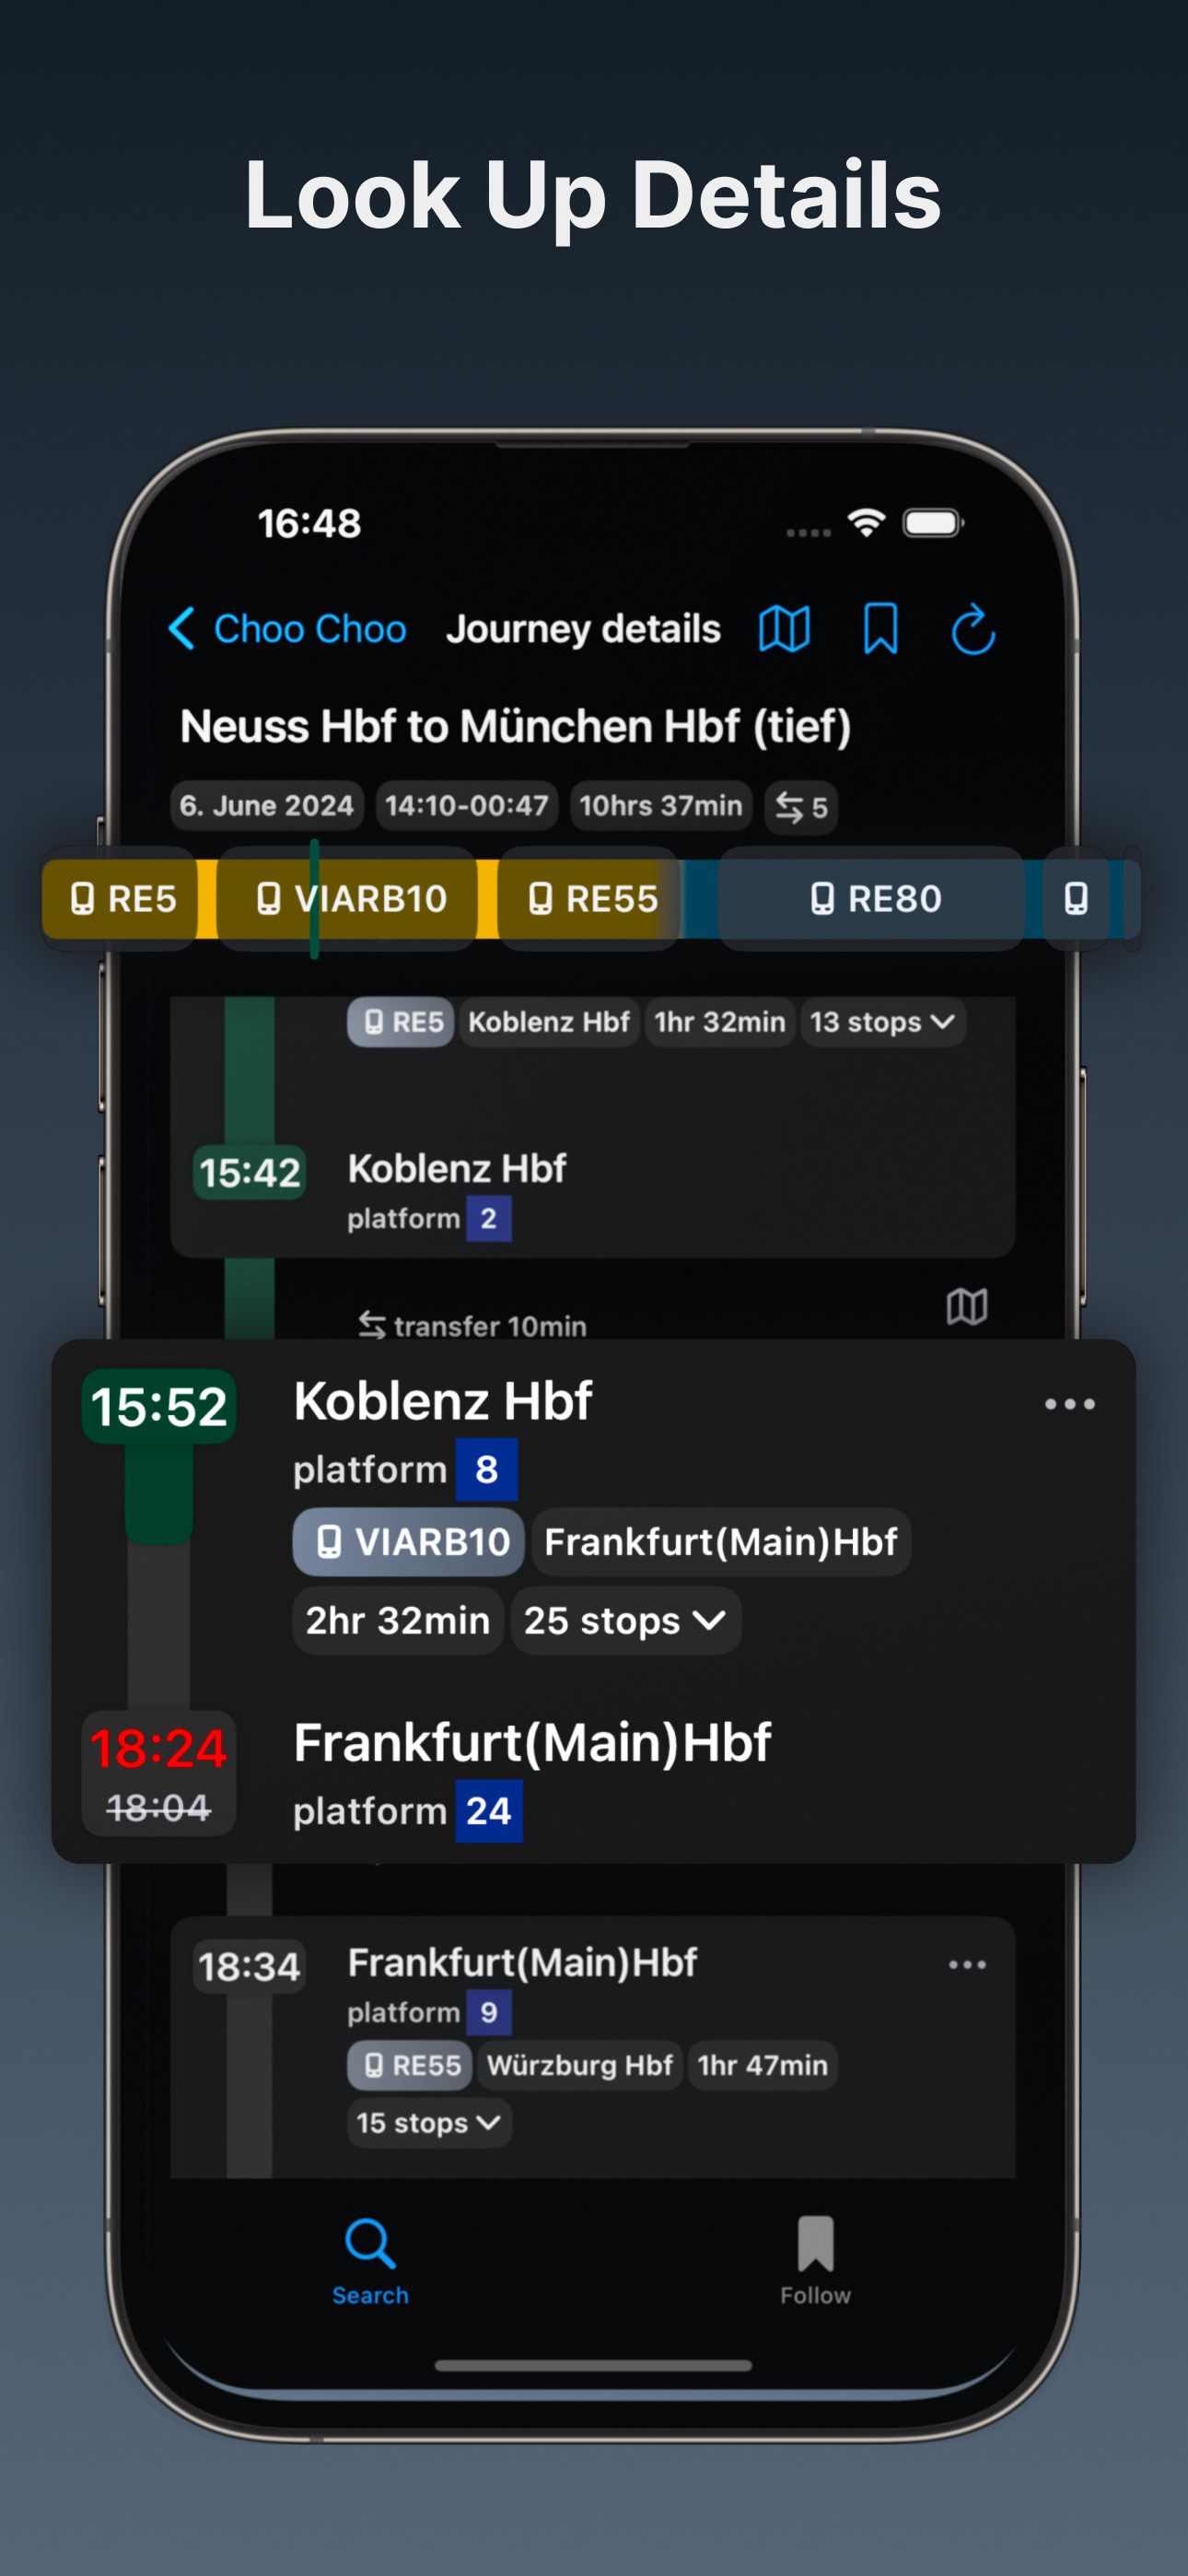 Look Up Details
16:48
Choo Choo Journey details
Neuss Hbf to München Hbf (tief)
6. June 2024 14:10-00:47 10hrs 37min 5
RE5 VIARB10 RE55 RE80
RE5 Koblenz Hbf 1hr 32min 13 stops
15:42 Koblenz Hbf
platform 2
transfer 10min
15:52 Koblenz Hbf
platform 8
VIARB10 Frankfurt(Main)Hbf
2hr 32min 25 stops
18:24 Frankfurt(Main)Hbf
18:04 platform 24
18:34 Frankfurt(Main)Hbf
platform 9
RE55 Würzburg Hbf 1hr 47min
15 stops
Search Follow